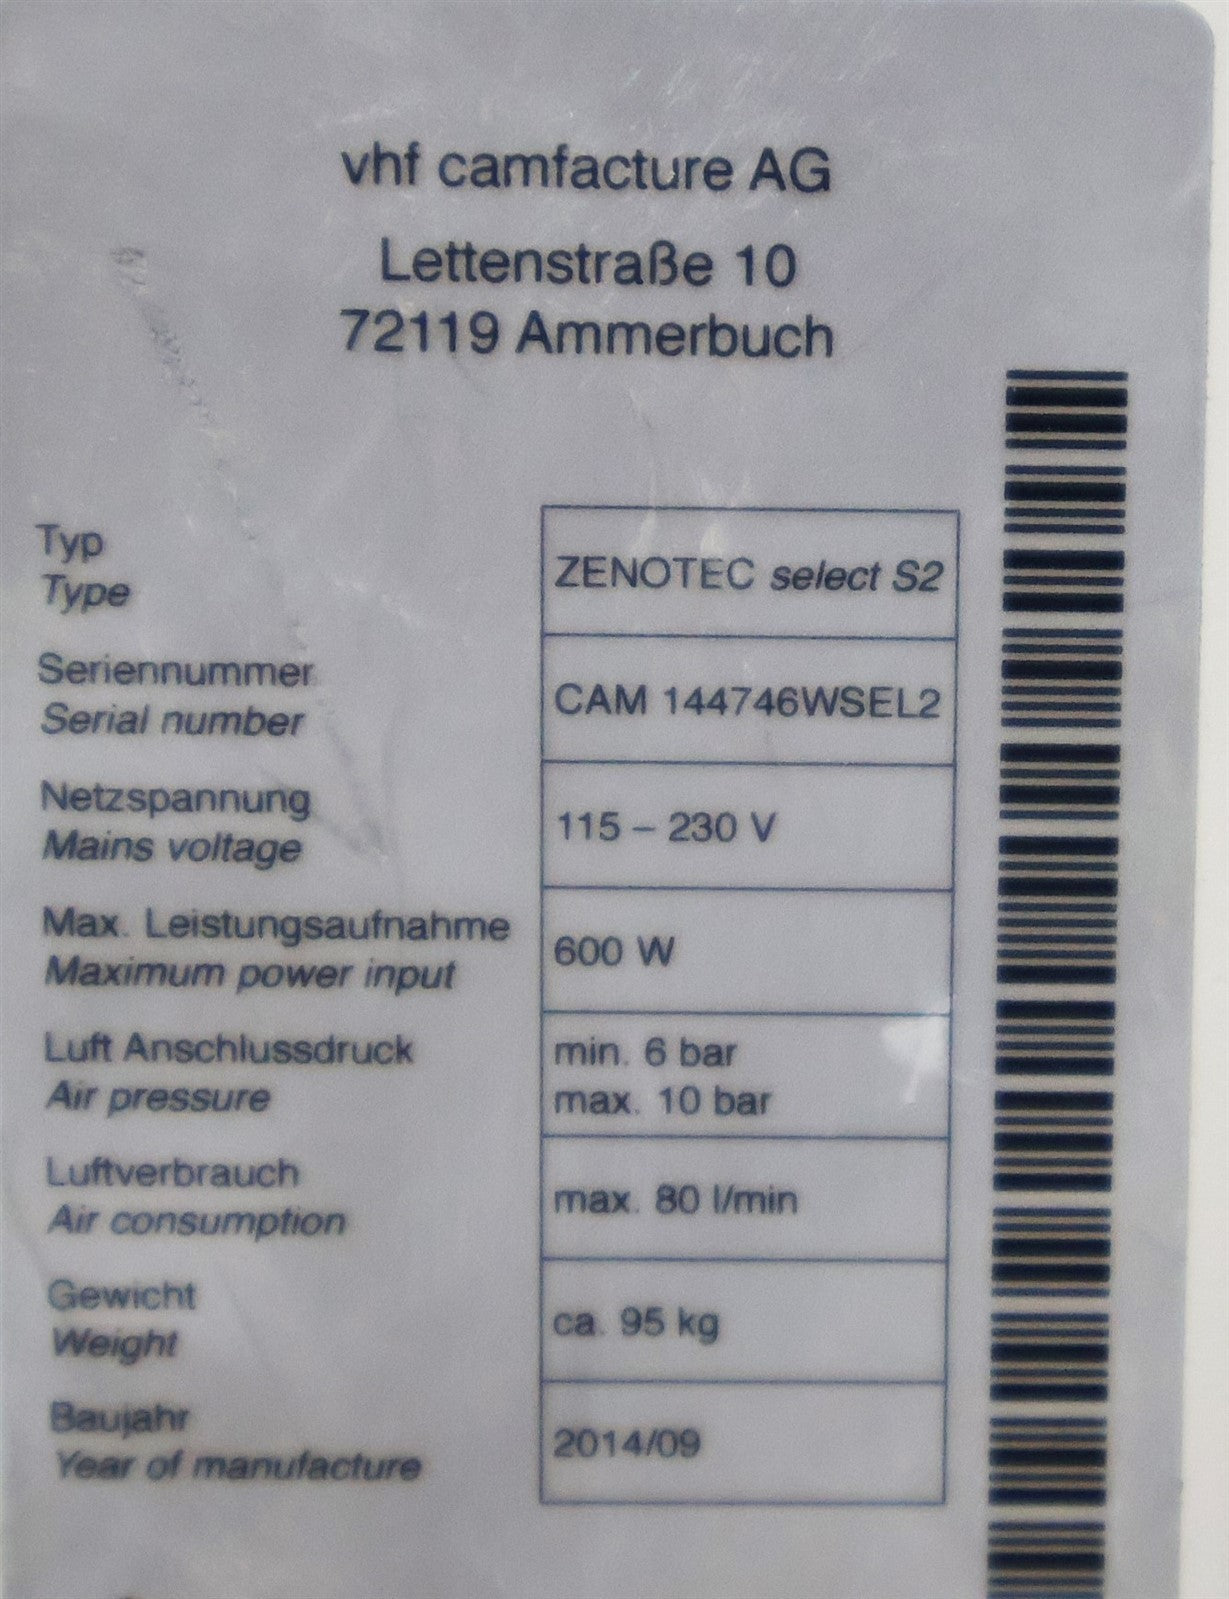 vhf camfacture AG
Lettenstraße 10
72119 Ammerbuch
Typ
Type
ZENOTEC select S2
Seriennummer
Serial number
CAM 144746WSEL2
Netzspannung
Mains voltage
115 – 230 V
Max. Leistungsaufnahme
Maximum power input
600 W
Luft Anschlussdruck
Air pressure
min. 6 bar
max. 10 bar
Luftverbrauch
Air consumption
max. 80 l/min
Gewicht
Weight
ca. 95 kg
Baujahr
Year of manufacture
2014/09